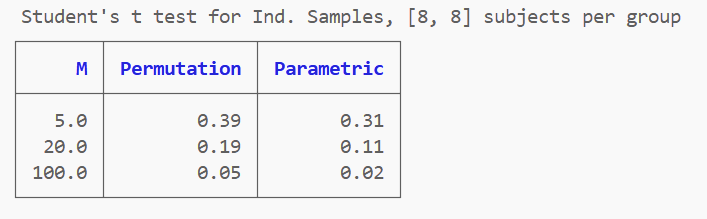 Student's t test for Ind. Samples, [8, 8] subjects per group
M Permutation Parametric
5.0 0.39 0.31
20.0 0.19 0.11
100.0 0.05 0.02